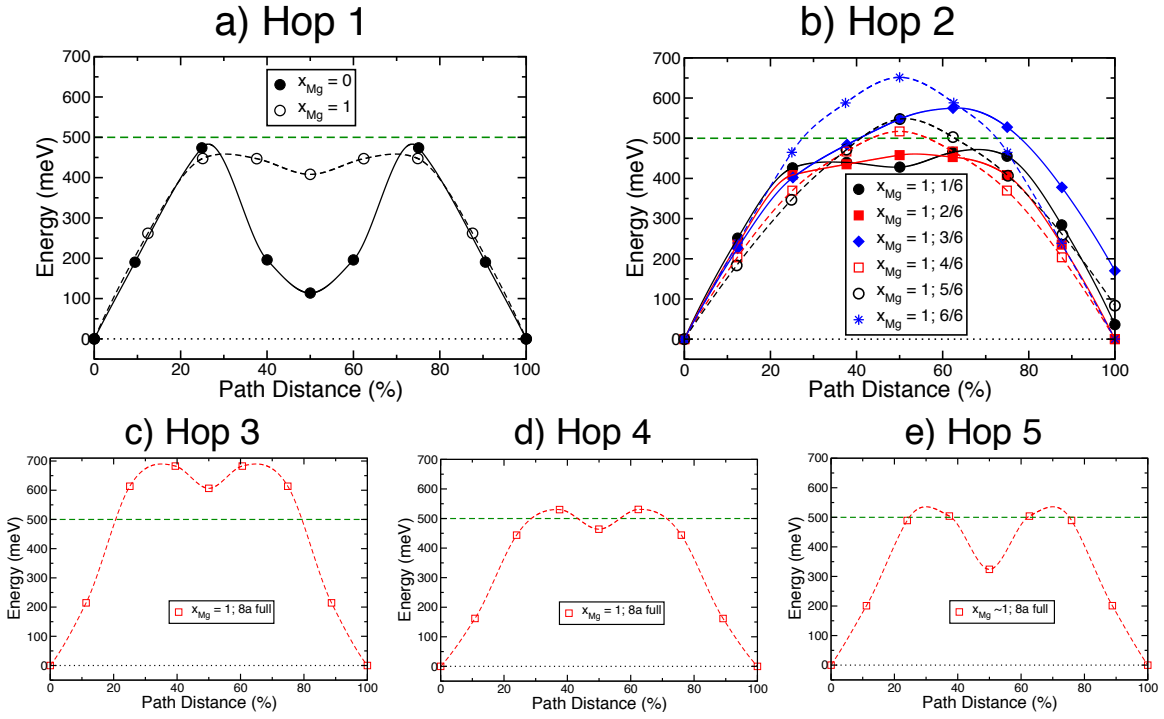 a) Hop 1
700
600
500
400
300
200
100
0
Energy (meV)
x_Mg = 0
x_Mg = 1
0 20 40 60 80 100
Path Distance (%)
b) Hop 2
700
600
500
400
300
200
100
0
Energy (meV)
x_Mg = 1; 1/6
x_Mg = 1; 2/6
x_Mg = 1; 3/6
x_Mg = 1; 4/6
x_Mg = 1; 5/6
x_Mg = 1; 6/6
0 20 40 60 80 100
Path Distance (%)
c) Hop 3
700
600
500
400
300
200
100
0
Energy (meV)
x_Mg = 1; 8a full
0 20 40 60 80 100
Path Distance (%)
d) Hop 4
700
600
500
400
300
200
100
0
Energy (meV)
x_Mg = 1; 8a full
0 20 40 60 80 100
Path Distance (%)
e) Hop 5
700
600
500
400
300
200
100
0
Energy (meV)
x_Mg ~1; 8a full
0 20 40 60 80 100
Path Distance (%)